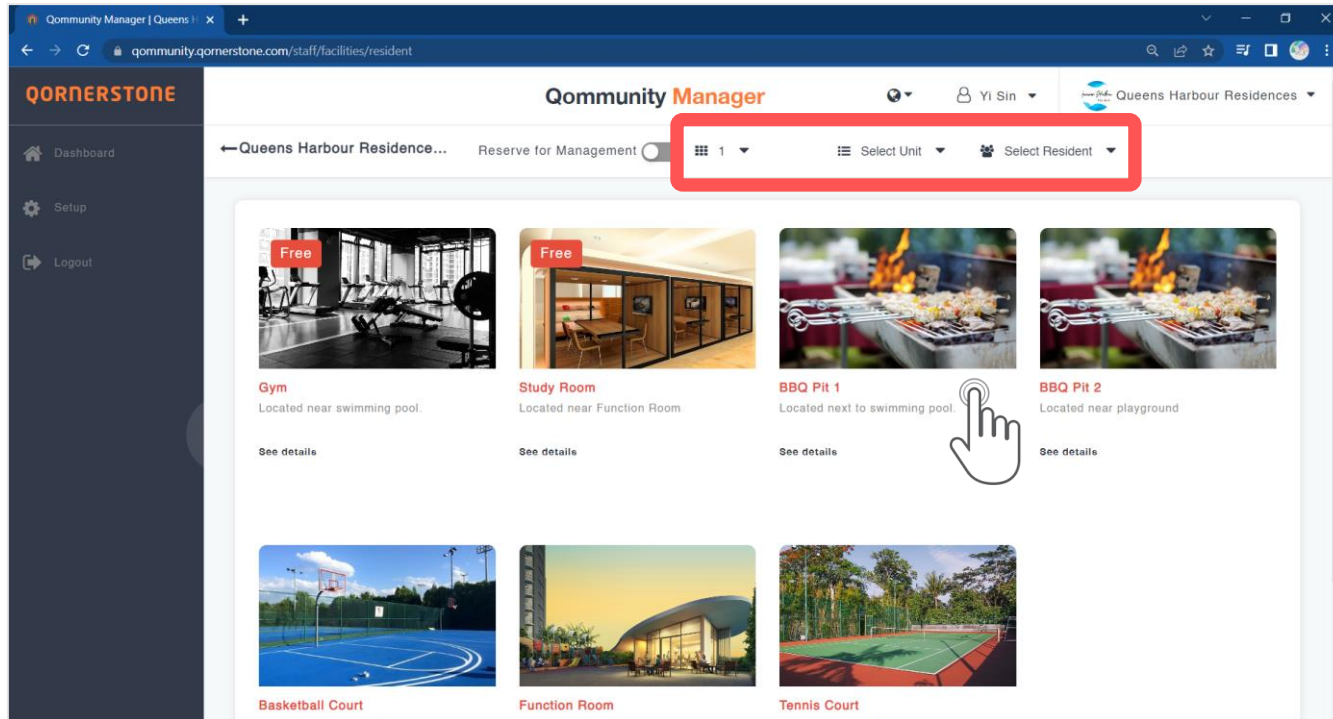 Qommunity Manager | Queens H
qommunity.qornerstone.com/staff/facilities/resident
QORNERSTONE
Qommunity Manager
Yi Sin
Queens Harbour Residences
Dashboard
Setup
Logout
Queens Harbour Residence...
Reserve for Management
1
Select Unit
Select Resident
Free
Free
Gym
Located near swimming pool.
See details
Study Room
Located near Function Room
See details
BBQ Pit 1
Located next to swimming pool.
See details
BBQ Pit 2
Located near playground
See details
Basketball Court
Function Room
Tennis Court